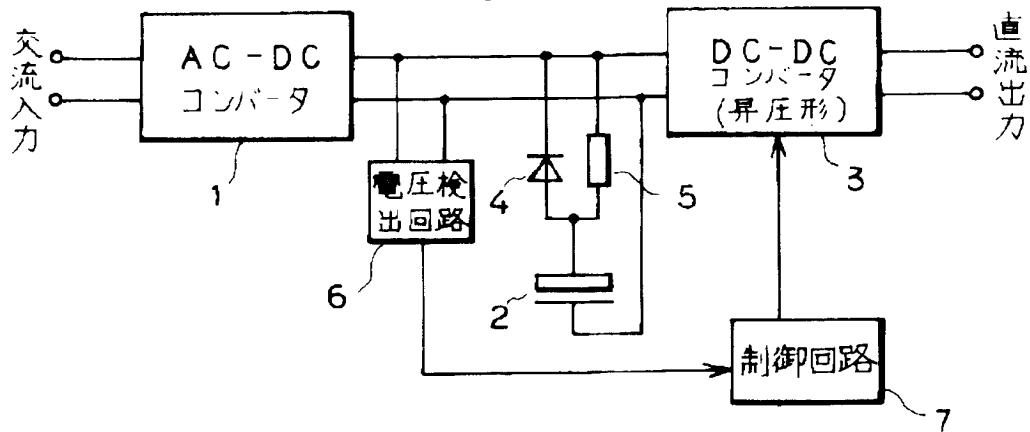 交流入力
AC-DC
コンバータ
1
電圧検
出回路
6
4
5
2
DC-DC
コンバータ
(昇圧形)
3
直流出力
制御回路
7